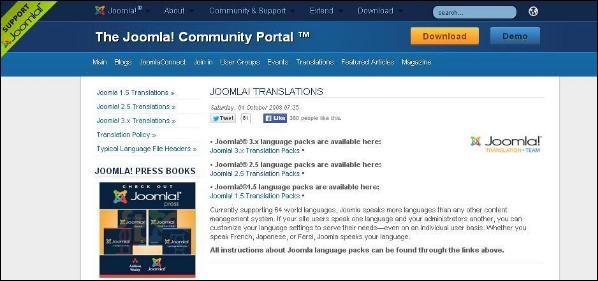 SUPPORT
Joomla!
Joomla! About Community & Support Extend Download search...
The Joomla! Community Portal ™ Download Demo
Main Blogs JoomlaConnect Join in User Groups Events Translations Featured Articles Magazine
Joomla 1.5 Translations »
Joomla 2.5 Translations »
Joomla 3.x Translations »
Translation Policy »
Typical Language File Headers »
JOOMLA! PRESS BOOKS
CHECK OUT
Joomla!
press
JOOMLA! TRANSLATIONS
Saturday, 04 October 2008 07:35
Tweet 61 Like 380 people like this.
• Joomla!® 3.x language packs are available here:
Joomla! 3.x Translation Packs •
• Joomla!® 2.5 language packs are available here:
Joomla! 2.5 Translation Packs •
• Joomla!®1.5 language packs are available here:
Joomla! 1.5 Translation Packs •
Joomla!
TRANSLATION • TEAM
Currently supporting 64 world languages, Joomla speaks more languages than any other content
management system. If your site users speak one language and your administrators another, you can
customize your language settings to serve their needs—even on an individual user basis. Whether you
speak French, Japanese, or Farsi, Joomla speaks your language.
All instructions about Joomla language packs can be found through the links above.